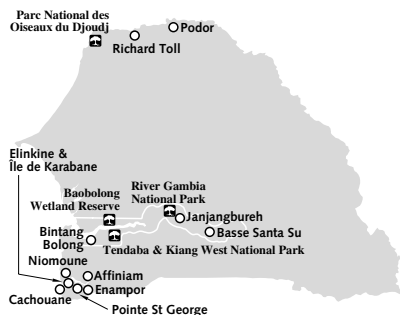 Parc National des
Oiseaux du Djoudj
Podor
Richard Toll
Elinkine &
Île de Karabane
Baobolong
Wetland Reserve
River Gambia
National Park
Janjangbureh
Basse Santa Su
Bintang
Bolong
Tendaba & Kiang West National Park
Niomoune
Affiniam
Enampor
Cachouane
Pointe St George